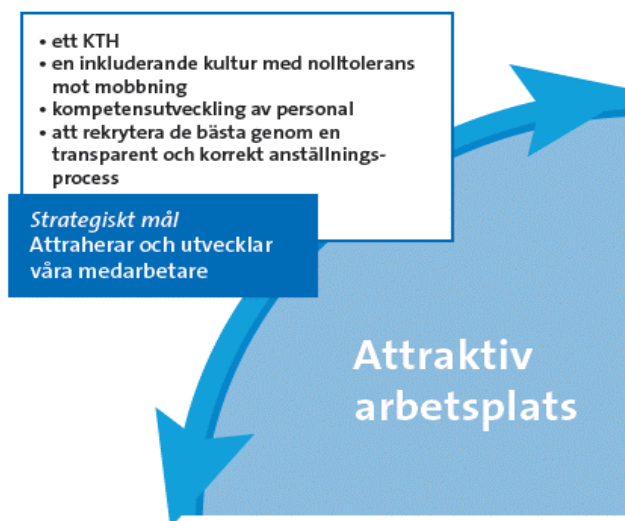 • ett KTH
• en inkluderande kultur med nolltolerans
mot mobbning
• kompetensutveckling av personal
• att rekrytera de bästa genom en
transparent och korrekt anställnings-
process
Strategiskt mål
Attraherar och utvecklar
våra medarbetare
Attraktiv
arbetsplats